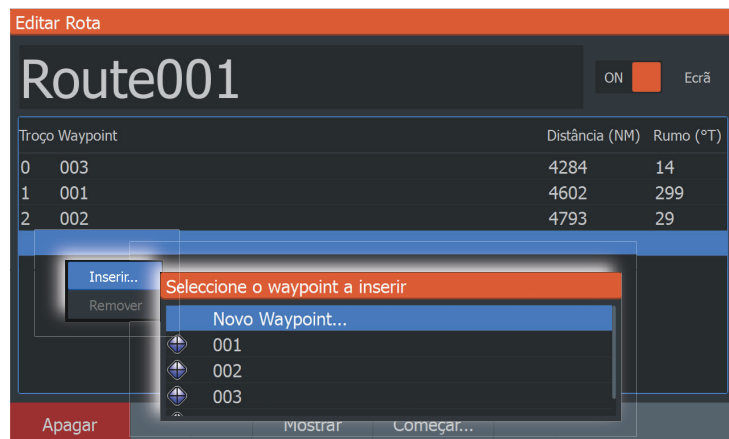 Editar Rota
Route001
ON Ecrã
Troço Waypoint Distância (NM) Rumo (°T)
0 003 4284 14
1 001 4602 299
2 002 4793 29
Inserir...
Remover
Seleccione o waypoint a inserir
Novo Waypoint...
001
002
003
Apagar Mostrar Começar...